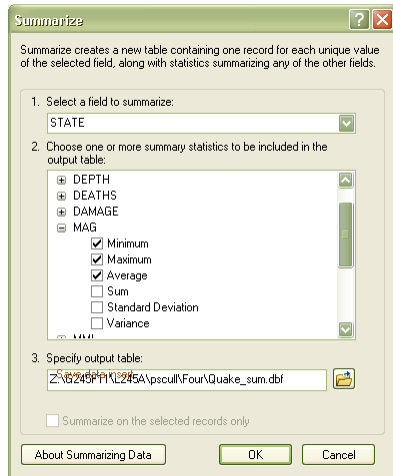 Summarize
Summarize creates a new table containing one record for each unique value
of the selected field, along with statistics summarizing any of the other fields.
1. Select a field to summarize:
STATE
2. Choose one or more summary statistics to be included in the
output table:
DEPTH
DEATHS
DAMAGE
MAG
Minimum
Maximum
Average
Sum
Standard Deviation
Variance
3. Specify output table:
Save data insert
Z:\G245FT1\L245A\pscull\Four\Quake_sum.dbf
Summarize on the selected records only
About Summarizing Data
OK
Cancel